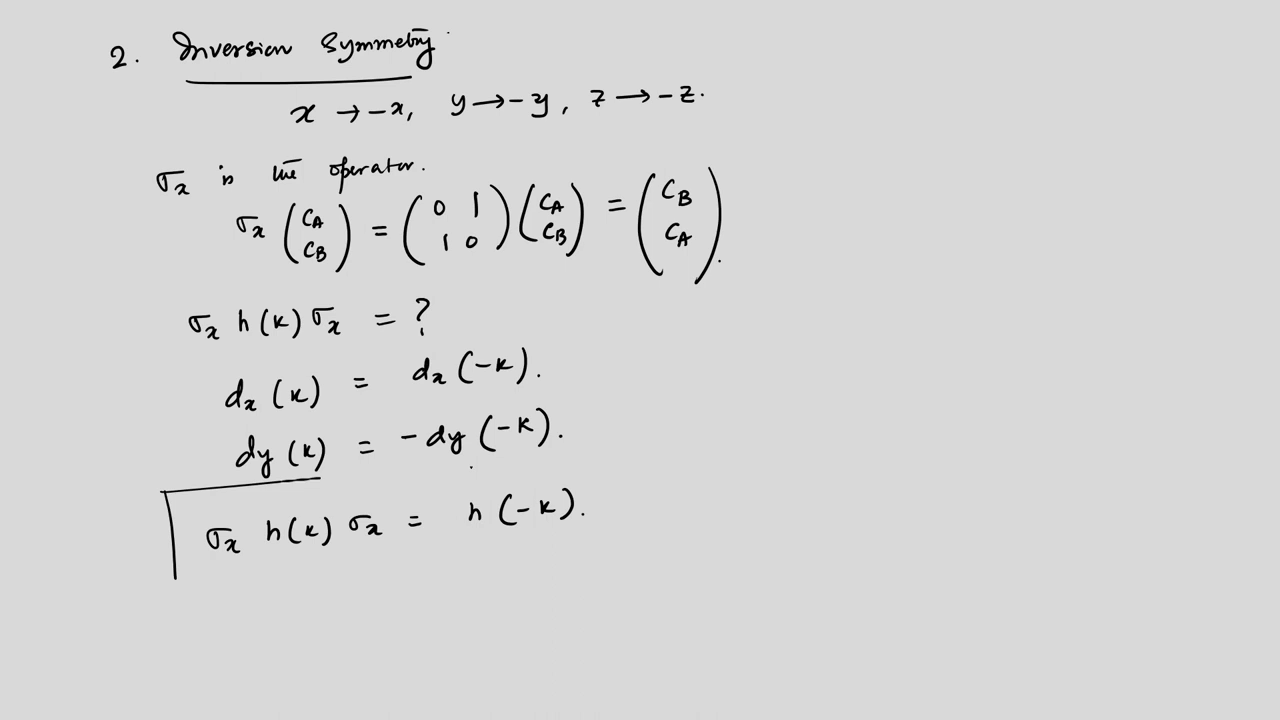 2. Inversion Symmetry
x → -x, y → -y, z → -z.
σx is the operator.
σx (CA CB) = (0 1 1 0) (CA CB) = (CB CA).
σx h(k) σx = ?
dx(k) = dx(-k).
dy(k) = -dy(-k).
σx h(k) σx = h(-k).